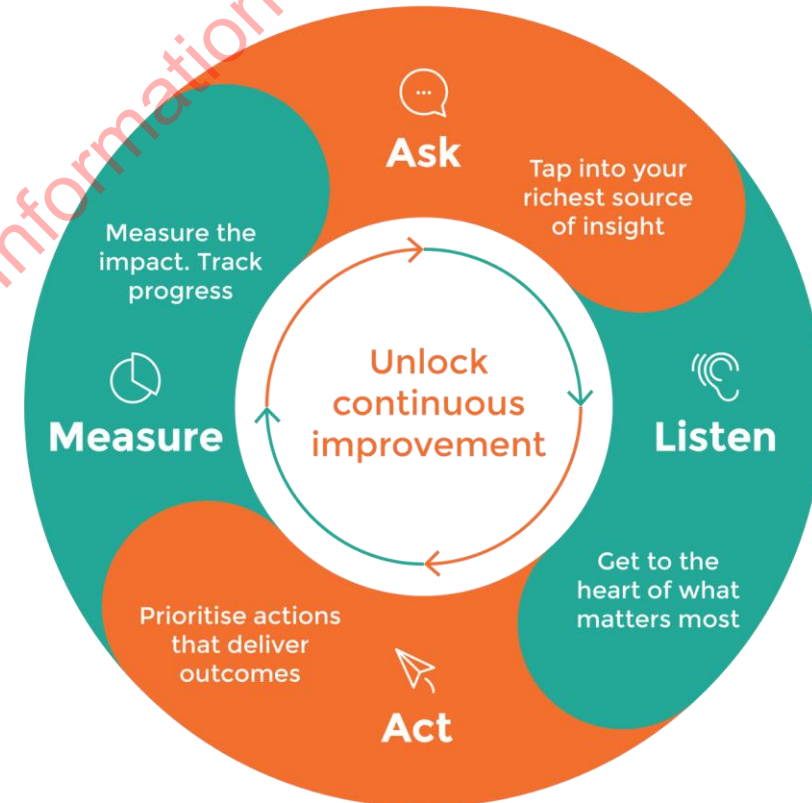 Information
Ask
Tap into your
richest source
of insight
Listen
Get to the
heart of what
matters most
Act
Prioritise actions
that deliver
outcomes
Measure
Measure the
impact. Track
progress
Unlock
continuous
improvement